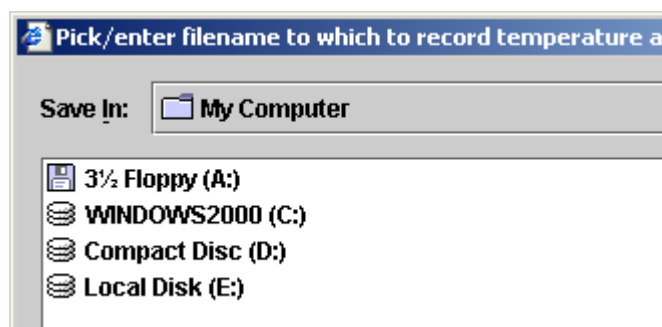 Pick/enter filename to which to record temperature a
Save In: My Computer
3½ Floppy (A:)
WINDOWS2000 (C:)
Compact Disc (D:)
Local Disk (E:)